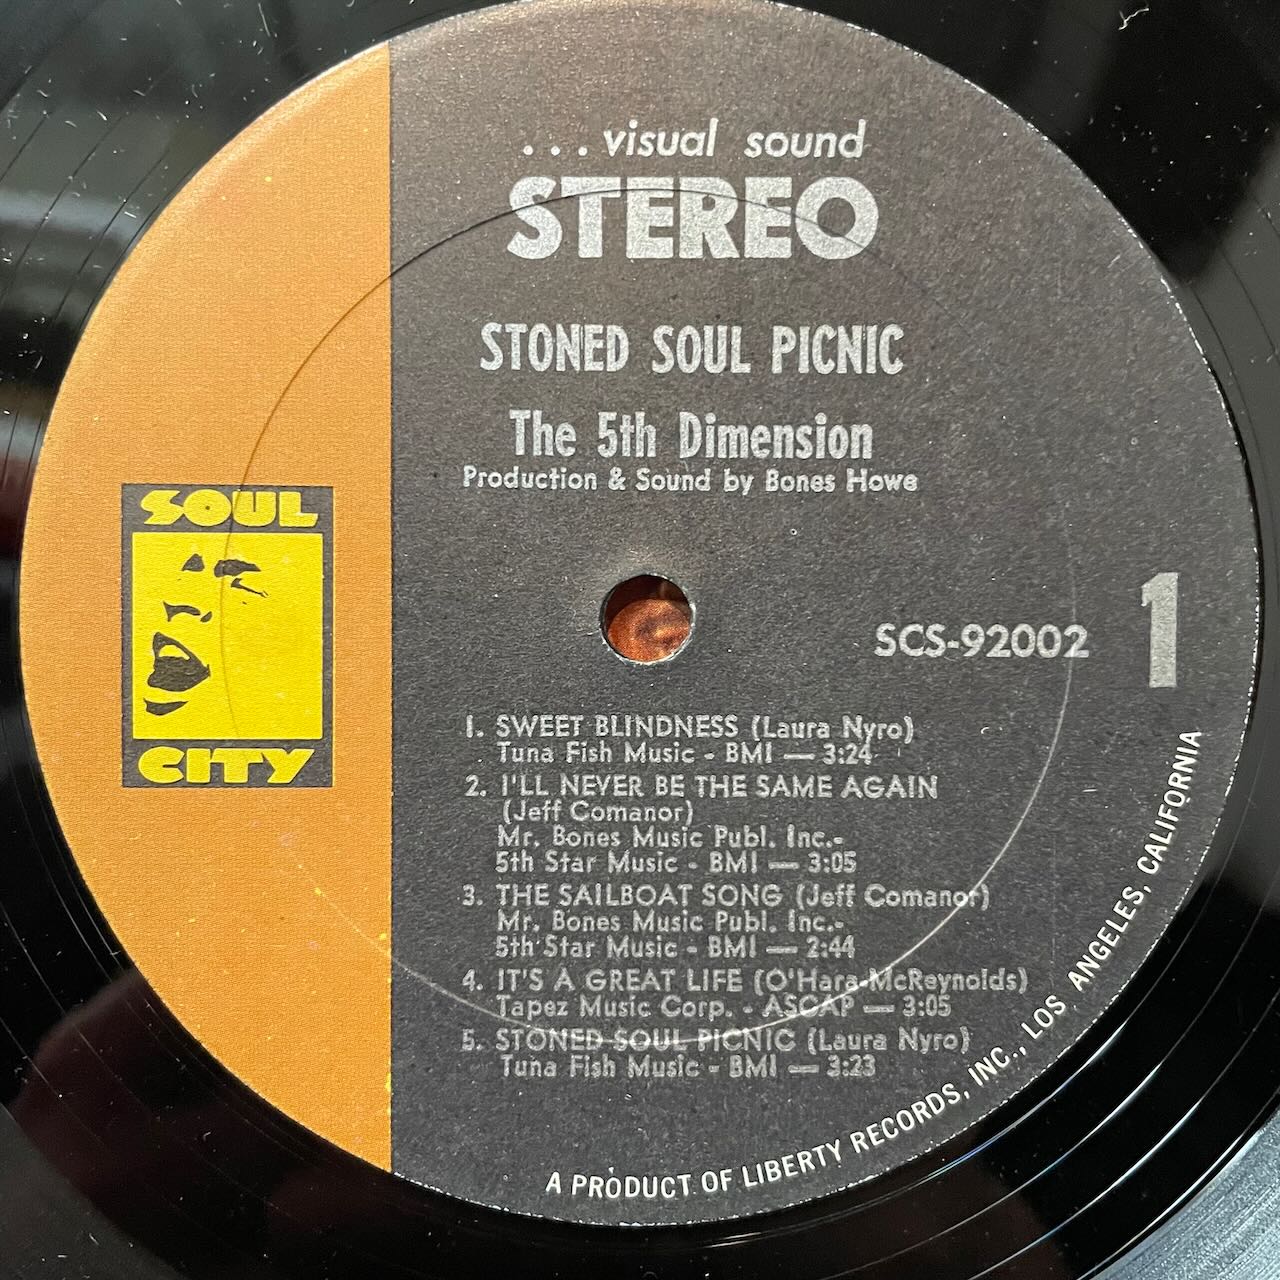 ...visual sound
STEREO
STONED SOUL PICNIC
The 5th Dimension
Production & Sound by Bones Howe
SOUL
CITY
SCS-92002
1
1. SWEET BLINDNESS (Laura Nyro)
Tuna Fish Music - BMI — 3:24
2. I'LL NEVER BE THE SAME AGAIN
(Jeff Comanor)
Mr. Bones Music Publ. Inc.-
5th Star Music - BMI — 3:05
3. THE SAILBOAT SONG (Jeff Comanor)
Mr. Bones Music Publ. Inc.-
5th Star Music - BMI — 2:44
4. IT'S A GREAT LIFE (O'Hara-McReynolds)
Tapez Music Corp. - ASCAP — 3:05
5. STONED SOUL PICNIC (Laura Nyro)
Tuna Fish Music - BMI — 3:23
A PRODUCT OF LIBERTY RECORDS, INC., LOS ANGELES, CALIFORNIA